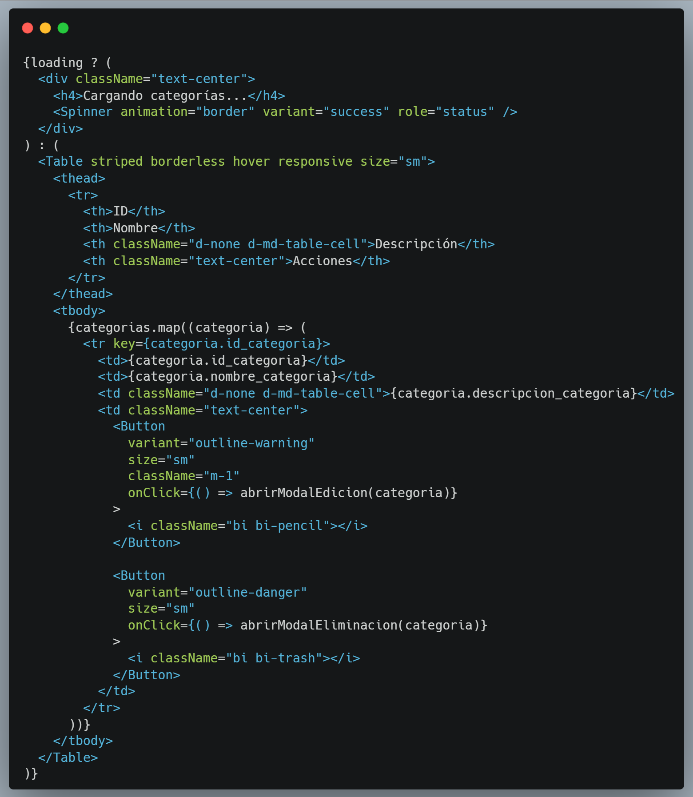 {loading ? (
  <div className="text-center">
    <h4>Cargando categorías...</h4>
    <Spinner animation="border" variant="success" role="status" />
  </div>
) : (
  <Table striped borderless hover responsive size="sm">
    <thead>
      <tr>
        <th>ID</th>
        <th>Nombre</th>
        <th className="d-none d-md-table-cell">Descripción</th>
        <th className="text-center">Acciones</th>
      </tr>
    </thead>
    <tbody>
      {categorias.map((categoria) => (
        <tr key={categoria.id_categoria}>
          <td>{categoria.id_categoria}</td>
          <td>{categoria.nombre_categoria}</td>
          <td className="d-none d-md-table-cell">{categoria.descripcion_categoria}</td>
          <td className="text-center">
            <Button
              variant="outline-warning"
              size="sm"
              className="m-1"
              onClick={() => abrirModalEdicion(categoria)}
            >
              <i className="bi bi-pencil"></i>
            </Button>

            <Button
              variant="outline-danger"
              size="sm"
              onClick={() => abrirModalEliminacion(categoria)}
            >
              <i className="bi bi-trash"></i>
            </Button>
          </td>
        </tr>
      ))}
    </tbody>
  </Table>
)}